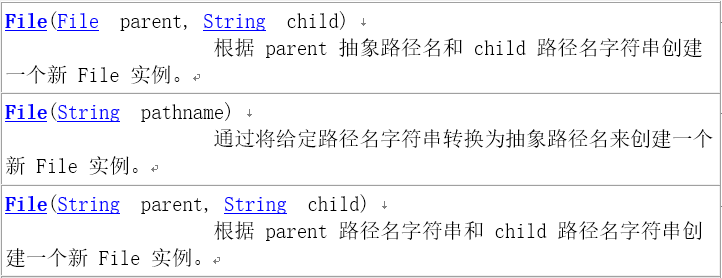 File(File parent, String child) ↓
根据 parent 抽象路径名和 child 路径名字符串创建
一个新 File 实例。↵
File(String pathname) ↓
通过将给定路径名字符串转换为抽象路径名来创建一个
新 File 实例。↵
File(String parent, String child) ↓
根据 parent 路径名字符串和 child 路径名字符串创
建一个新 File 实例。↵